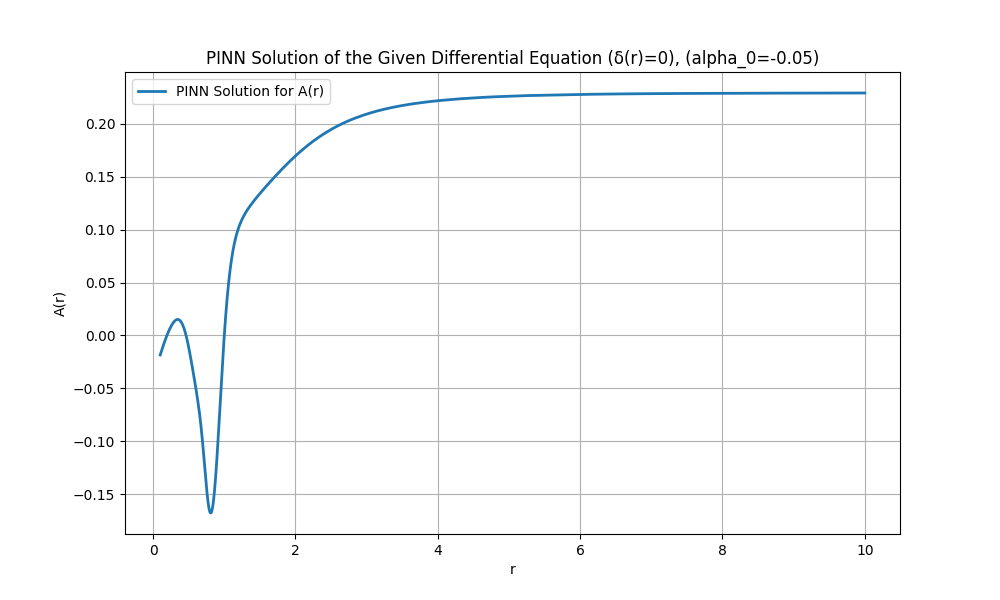 PINN Solution of the Given Differential Equation (δ(r)=0), (alpha_0=-0.05)
PINN Solution for A(r)
0.20
0.15
0.10
0.05
0.00
−0.05
−0.10
−0.15
A(r)
0 2 4 6 8 10
r